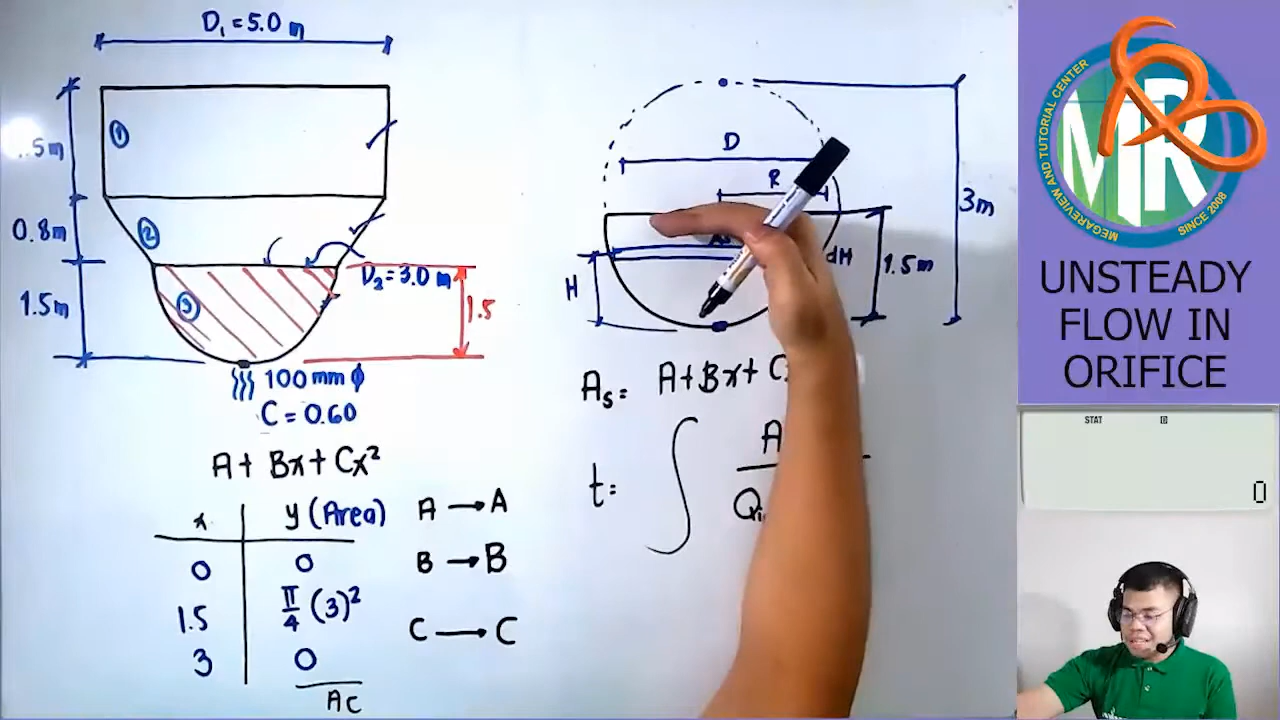 D₁ = 5.0 m
①
.5m
0.8m
②
D₂ = 3.0 m
1.5m
③
1.5
100 mm ϕ
C = 0.60
A + Bx + Cx²
x y (Area)
0 0
1.5 π/4 (3)²
3 0
AC
A → A
B → B
C → C
D
R
3m
dH
1.5m
H
As = A + Bx + C
t = ∫ A
Qi
MEGAREVIEW AND TUTORIAL CENTER
MR
SINCE 2008
UNSTEADY
FLOW IN
ORIFICE
STAT
0